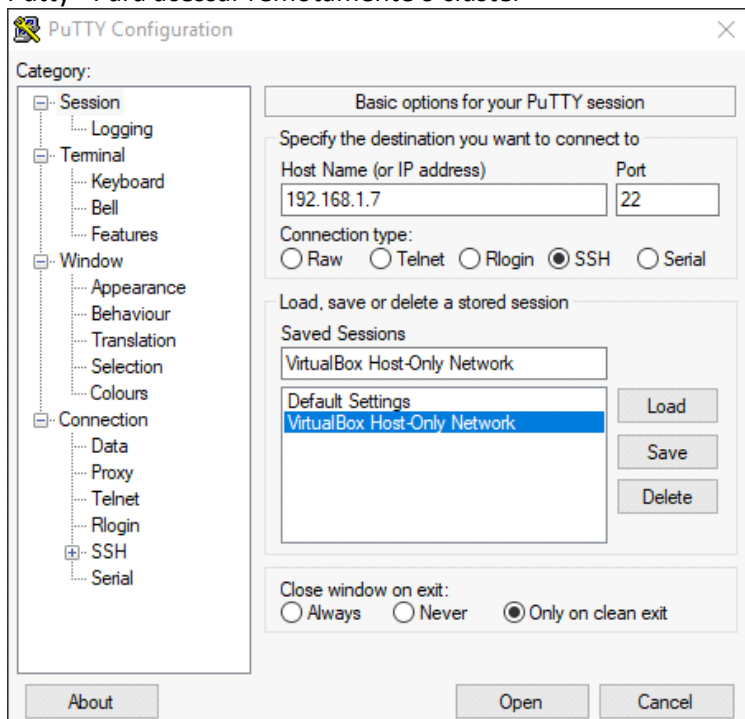 Putty - Para acessar remotamente o cluster
PuTTY Configuration
Category:
Session
Logging
Terminal
Keyboard
Bell
Features
Window
Appearance
Behaviour
Translation
Selection
Colours
Connection
Data
Proxy
Telnet
Rlogin
SSH
Serial
Basic options for your PuTTY session
Specify the destination you want to connect to
Host Name (or IP address) Port
192.168.1.7 22
Connection type:
Raw Telnet Rlogin SSH Serial
Load, save or delete a stored session
Saved Sessions
VirtualBox Host-Only Network
Default Settings
VirtualBox Host-Only Network
Load
Save
Delete
Close window on exit:
Always Never Only on clean exit
About Open Cancel